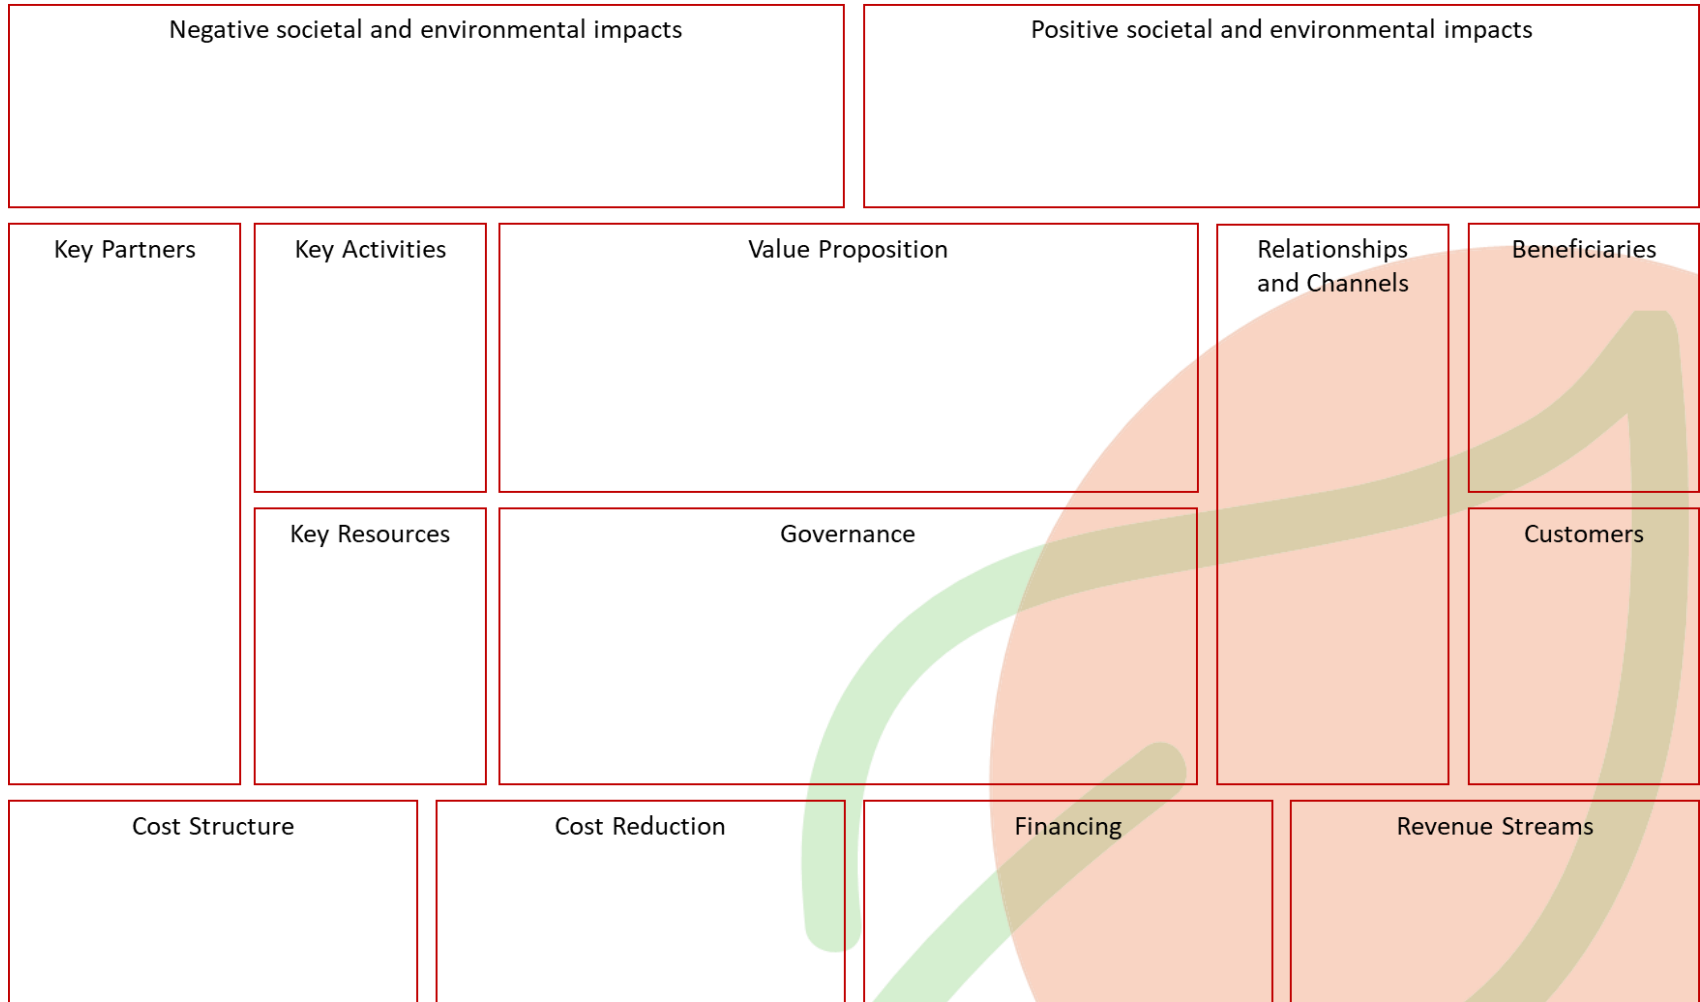 Negative societal and environmental impacts
Positive societal and environmental impacts
Key Partners
Key Activities
Value Proposition
Relationships
and Channels
Beneficiaries
Key Resources
Governance
Customers
Cost Structure
Cost Reduction
Financing
Revenue Streams